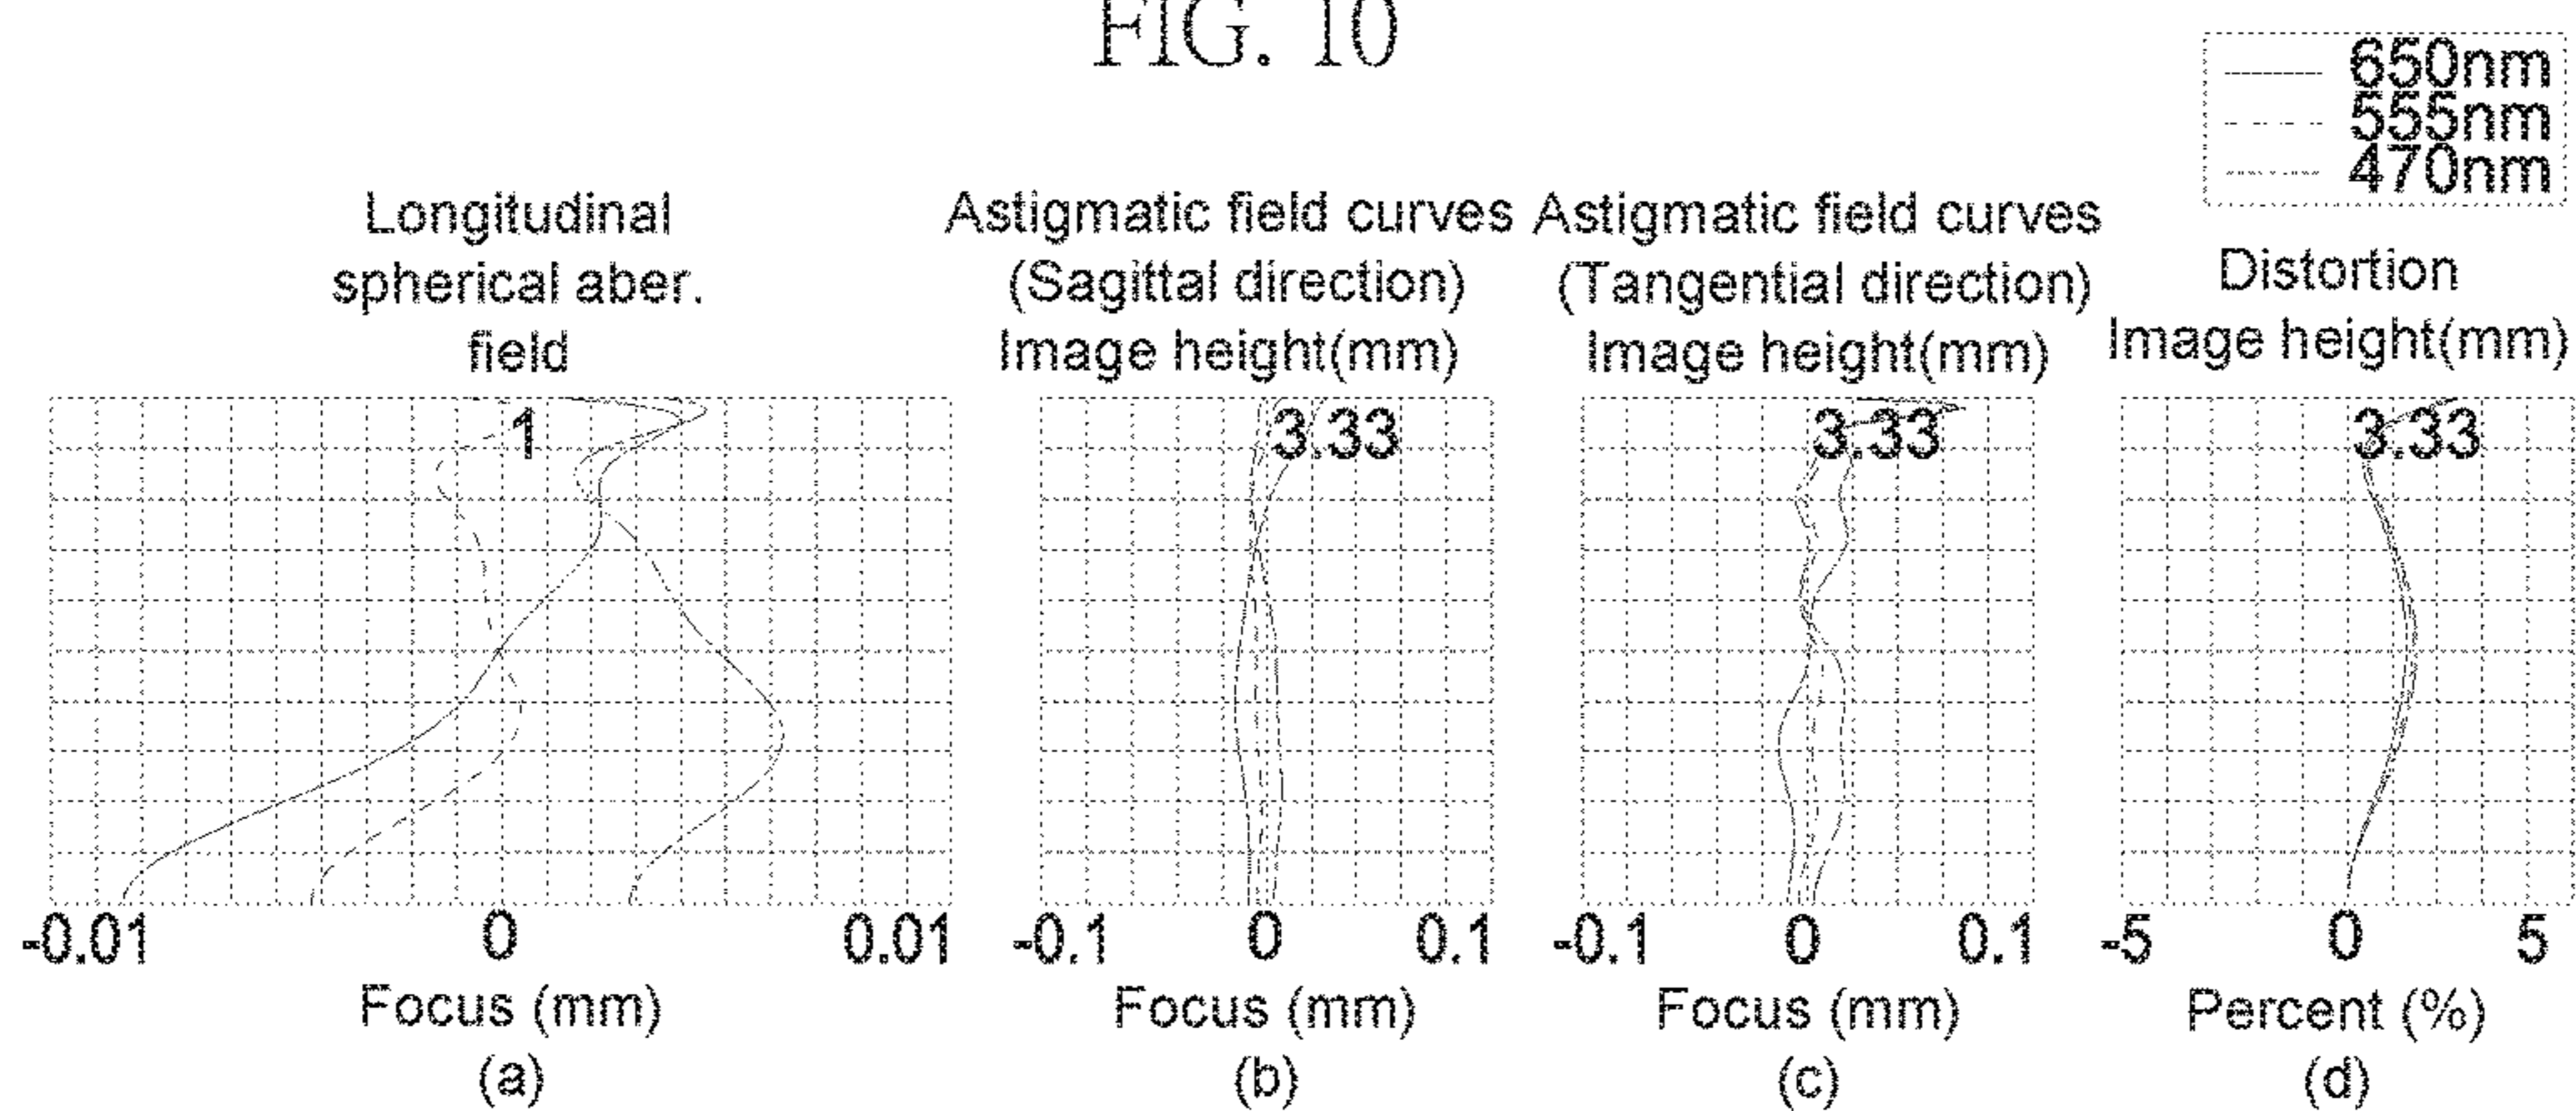 FIG. 10
650nm
555nm
470nm
Longitudinal
spherical aber.
field
1
-0.01 0 0.01
Focus (mm)
(a)
Astigmatic field curves
(Sagittal direction)
Image height(mm)
3.33
-0.1 0 0.1
Focus (mm)
(b)
Astigmatic field curves
(Tangential direction)
Image height(mm)
3.33
-0.1 0 0.1
Focus (mm)
(c)
Distortion
Image height(mm)
3.33
-5 0 5
Percent (%)
(d)